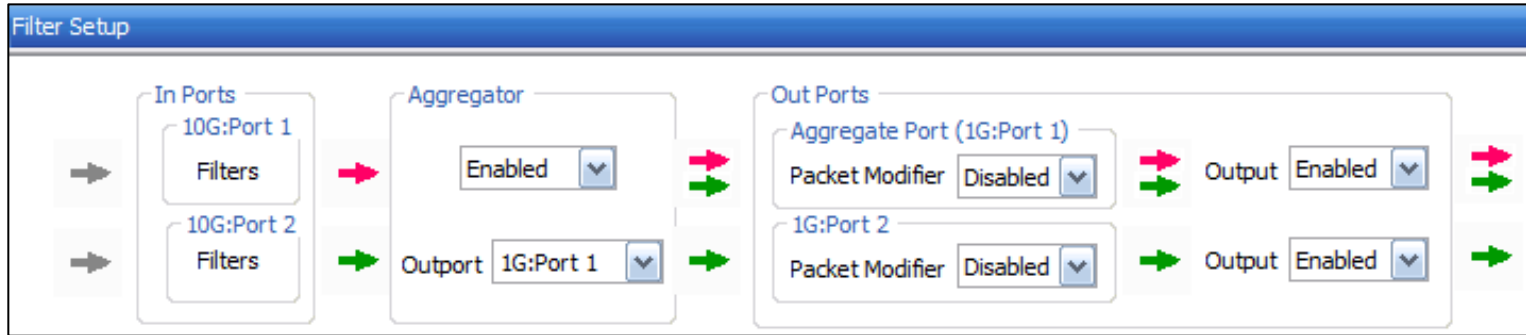 Filter Setup
In Ports
10G:Port 1
Filters
10G:Port 2
Filters
Aggregator
Enabled
Outport 1G:Port 1
Out Ports
Aggregate Port (1G:Port 1)
Packet Modifier Disabled
Output Enabled
1G:Port 2
Packet Modifier Disabled
Output Enabled